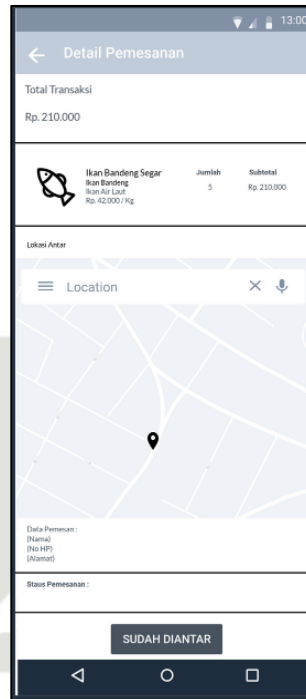 13:00
Detail Pemesanan
Total Transaksi
Rp. 210.000
Ikan Bandeng Segar
Ikan Bandeng
Ikan Air Laut
Rp. 42.000 / Kg
Jumlah
5
Subtotal
Rp. 210.000
Lokasi Antar
Location
Data Pemesan :
(Nama)
(No HP)
(Alamat)
Staus Pemesanan :
SUDAH DIANTAR